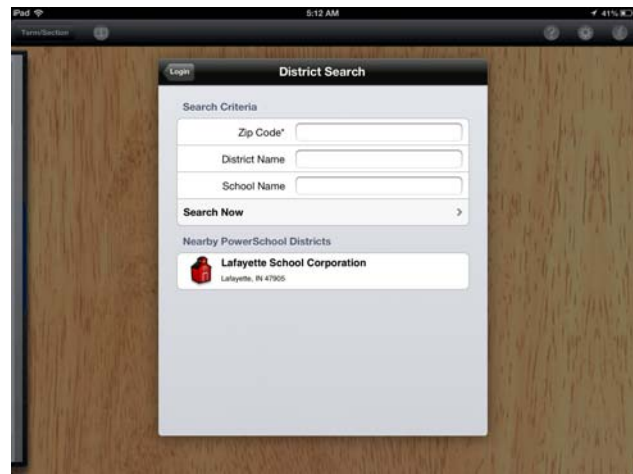 iPad
5:12 AM
41%
Term/Section
Login
District Search
Search Criteria
Zip Code*
District Name
School Name
Search Now
Nearby PowerSchool Districts
Lafayette School Corporation
Lafayette, IN 47905